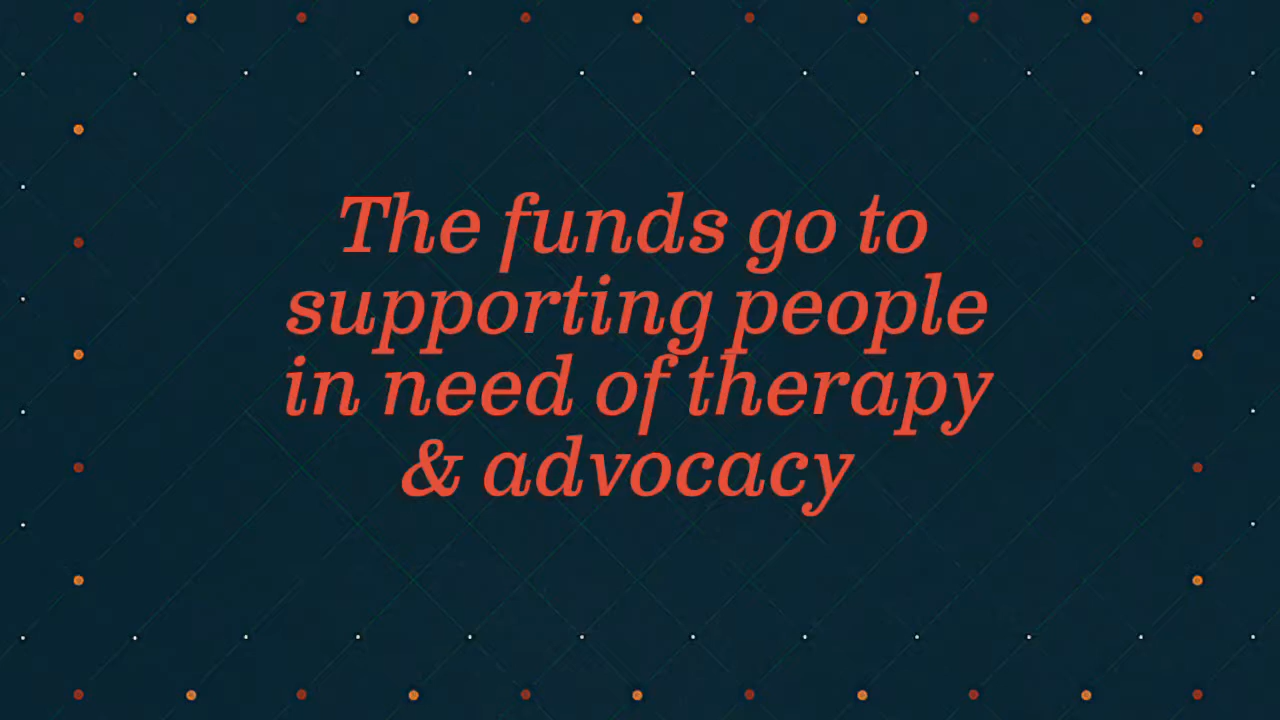 The funds go to
supporting people
in need of therapy
& advocacy